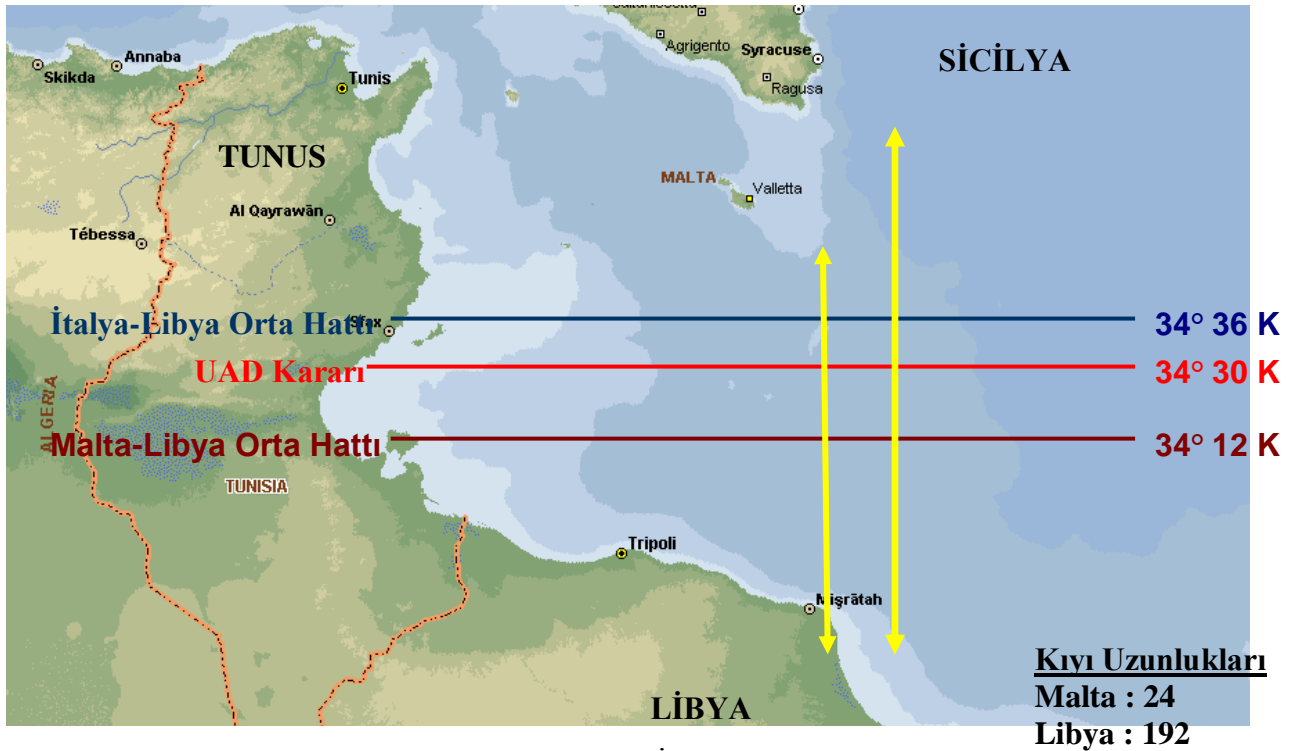 Agrigento
Syracuse
Ragusa
SİCİLYA
Annaba
Skikda
Tunis
TUNUS
MALTA
Valletta
Al Qayrawān
Tébessa
İtalya-Libya Orta Hattı
Sfax
34° 36 K
UAD Kararı
34° 30 K
ALGERIA
Malta-Libya Orta Hattı
34° 12 K
TUNISIA
Tripoli
Mişrātah
LİBYA
Kıyı Uzunlukları
Malta : 24
Libya : 192